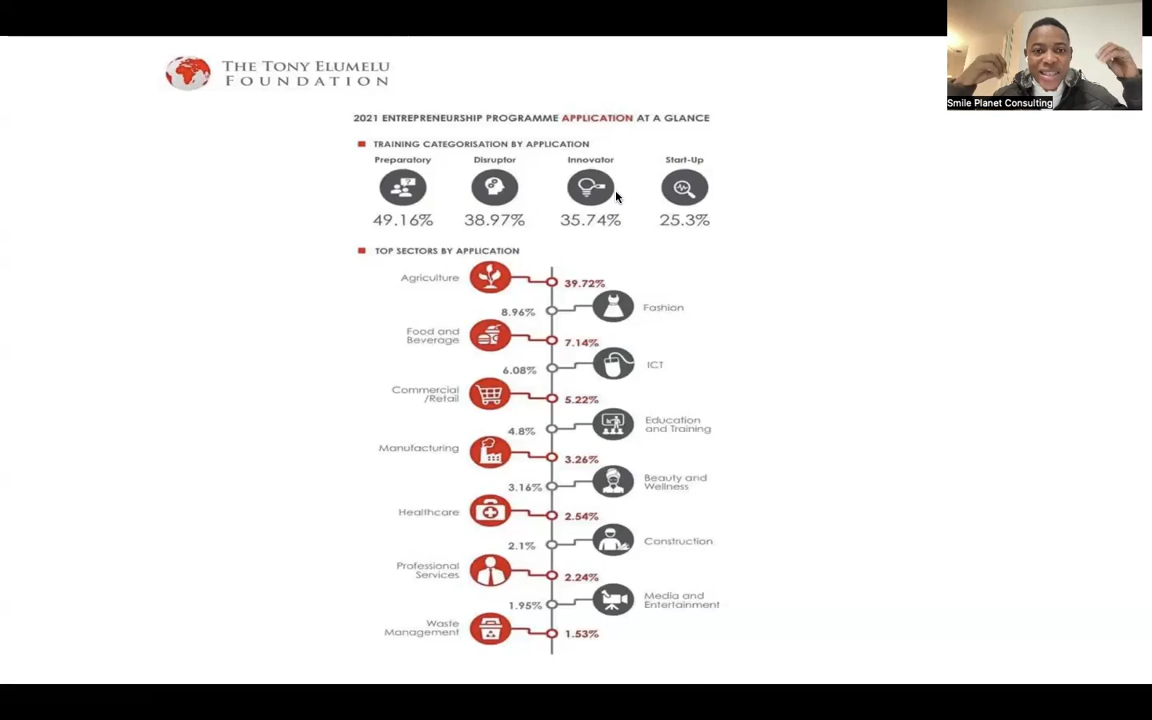 Smile Planet Consulting
THE TONY ELUMELU
FOUNDATION
2021 ENTREPRENEURSHIP PROGRAMME APPLICATION AT A GLANCE
TRAINING CATEGORISATION BY APPLICATION
Preparatory Disruptor Innovator Start-Up
49.16% 38.97% 35.74% 25.3%
TOP SECTORS BY APPLICATION
Agriculture 39.72%
8.96% Fashion
Food and
Beverage 7.14%
6.08% ICT
Commercial
/Retail 5.22%
4.8% Education
and Training
Manufacturing 3.26%
3.16% Beauty and
Wellness
Healthcare 2.54%
2.1% Construction
Professional
Services 2.24%
1.95% Media and
Entertainment
Waste
Management 1.53%